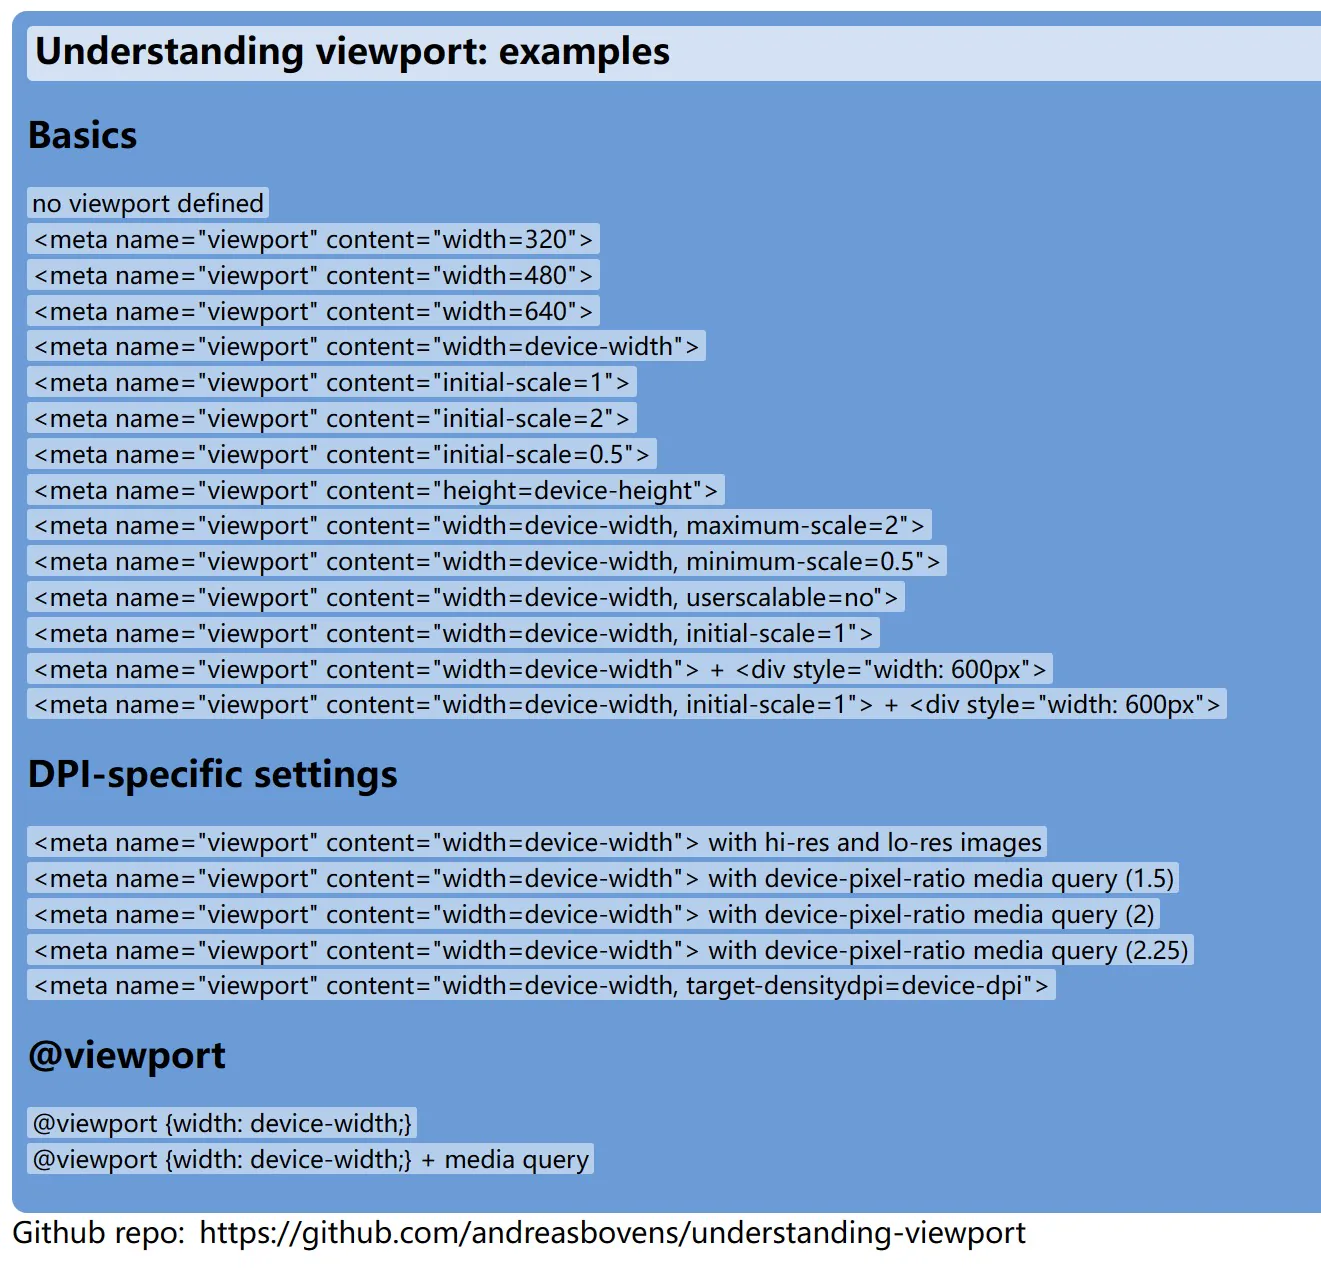 Understanding viewport: examples
Basics
no viewport defined
<meta name="viewport" content="width=320">
<meta name="viewport" content="width=480">
<meta name="viewport" content="width=640">
<meta name="viewport" content="width=device-width">
<meta name="viewport" content="initial-scale=1">
<meta name="viewport" content="initial-scale=2">
<meta name="viewport" content="initial-scale=0.5">
<meta name="viewport" content="height=device-height">
<meta name="viewport" content="width=device-width, maximum-scale=2">
<meta name="viewport" content="width=device-width, minimum-scale=0.5">
<meta name="viewport" content="width=device-width, userscalable=no">
<meta name="viewport" content="width=device-width, initial-scale=1">
<meta name="viewport" content="width=device-width"> + <div style="width: 600px">
<meta name="viewport" content="width=device-width, initial-scale=1"> + <div style="width: 600px">
DPI-specific settings
<meta name="viewport" content="width=device-width"> with hi-res and lo-res images
<meta name="viewport" content="width=device-width"> with device-pixel-ratio media query (1.5)
<meta name="viewport" content="width=device-width"> with device-pixel-ratio media query (2)
<meta name="viewport" content="width=device-width"> with device-pixel-ratio media query (2.25)
<meta name="viewport" content="width=device-width, target-densitydpi=device-dpi">
@viewport
@viewport {width: device-width;}
@viewport {width: device-width;} + media query
Github repo: https://github.com/andreasbovens/understanding-viewport